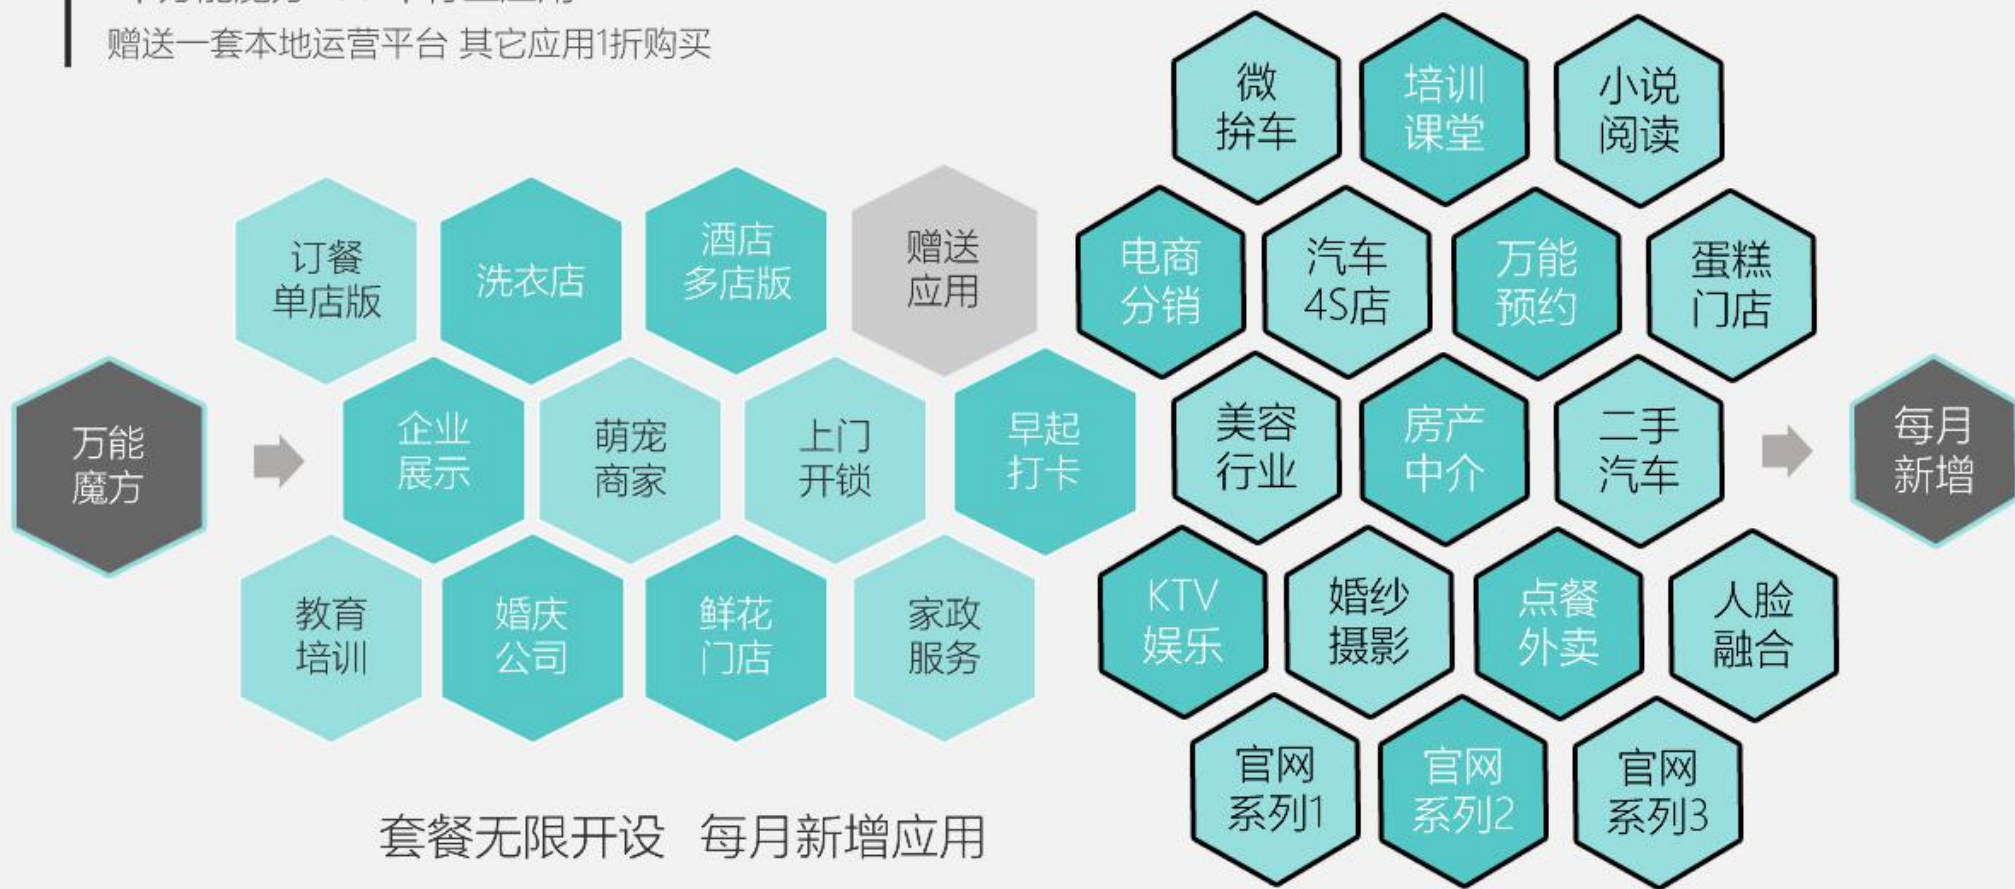 赠送一套本地运营平台 其它应用1折购买
万能
魔方
订餐
单店版
洗衣店
酒店
多店版
赠送
应用
企业
展示
萌宠
商家
上门
开锁
早起
打卡
教育
培训
婚庆
公司
鲜花
门店
家政
服务
微
拚车
培训
课堂
小说
阅读
电商
分销
汽车
4S店
万能
预约
蛋糕
门店
美容
行业
房产
中介
二手
汽车
KTV
娱乐
婚纱
摄影
点餐
外卖
人脸
融合
官网
系列1
官网
系列2
官网
系列3
每月
新增
套餐无限开设 每月新增应用